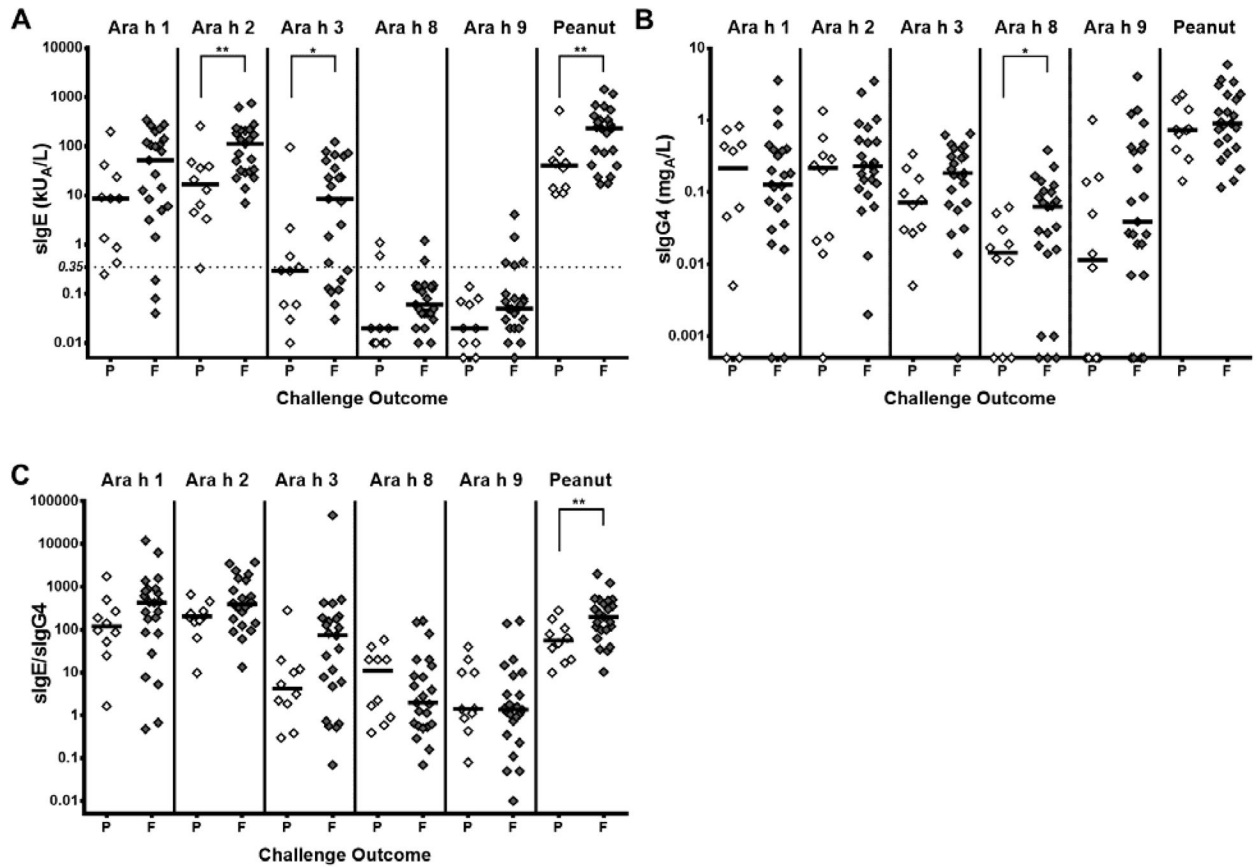 A
Ara h 1 Ara h 2 Ara h 3 Ara h 8 Ara h 9 Peanut
10000
1000
100
10
1
0.35
0.1
0.01
sIgE (kUA/L)
** * **
P F P F P F P F P F P F
Challenge Outcome
B
Ara h 1 Ara h 2 Ara h 3 Ara h 8 Ara h 9 Peanut
10
1
0.1
0.01
0.001
sIgG4 (mgA/L)
*
P F P F P F P F P F P F
Challenge Outcome
C
Ara h 1 Ara h 2 Ara h 3 Ara h 8 Ara h 9 Peanut
100000
10000
1000
100
10
1
0.1
0.01
sIgE/sIgG4
**
P F P F P F P F P F P F
Challenge Outcome